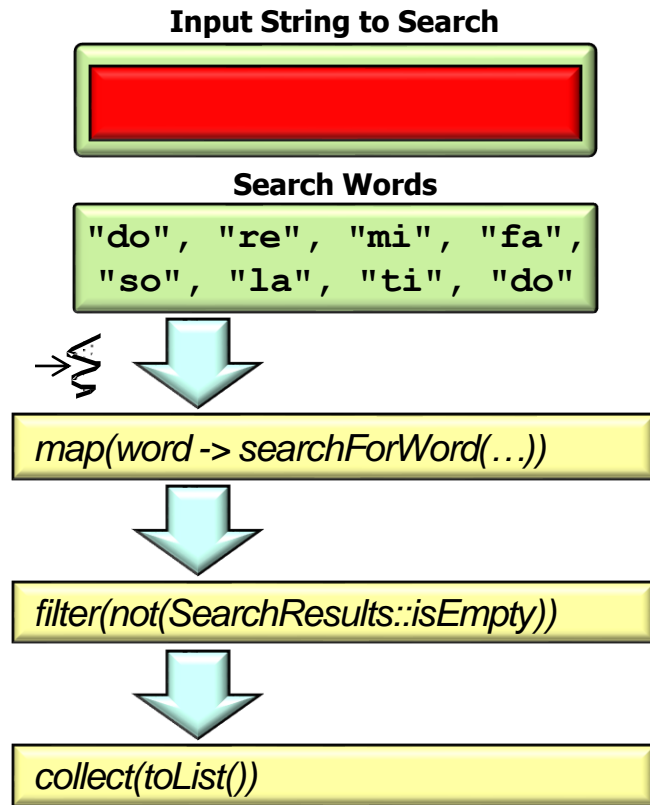 Input String to Search
Search Words
"do", "re", "mi", "fa",
"so", "la", "ti", "do"
map(word -> searchForWord(…))
filter(not(SearchResults::isEmpty))
collect(toList())